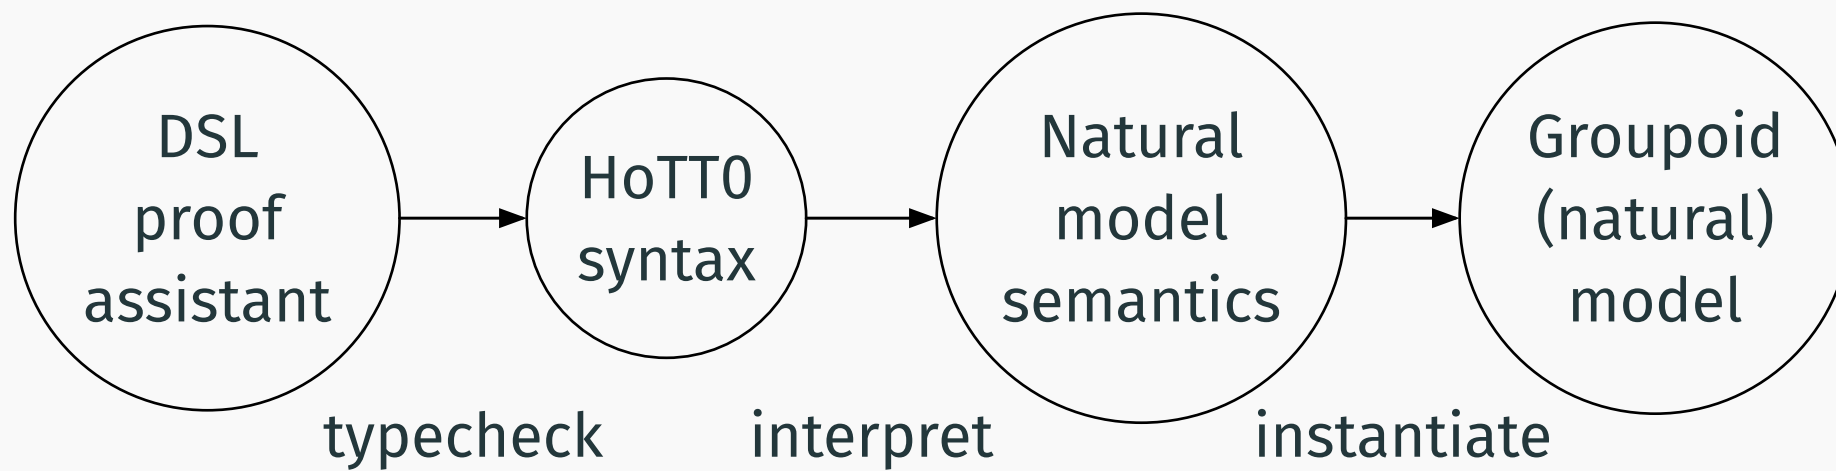 DSL
proof
assistant
HoTT0
syntax
Natural
model
semantics
Groupoid
(natural)
model
typecheck
interpret
instantiate